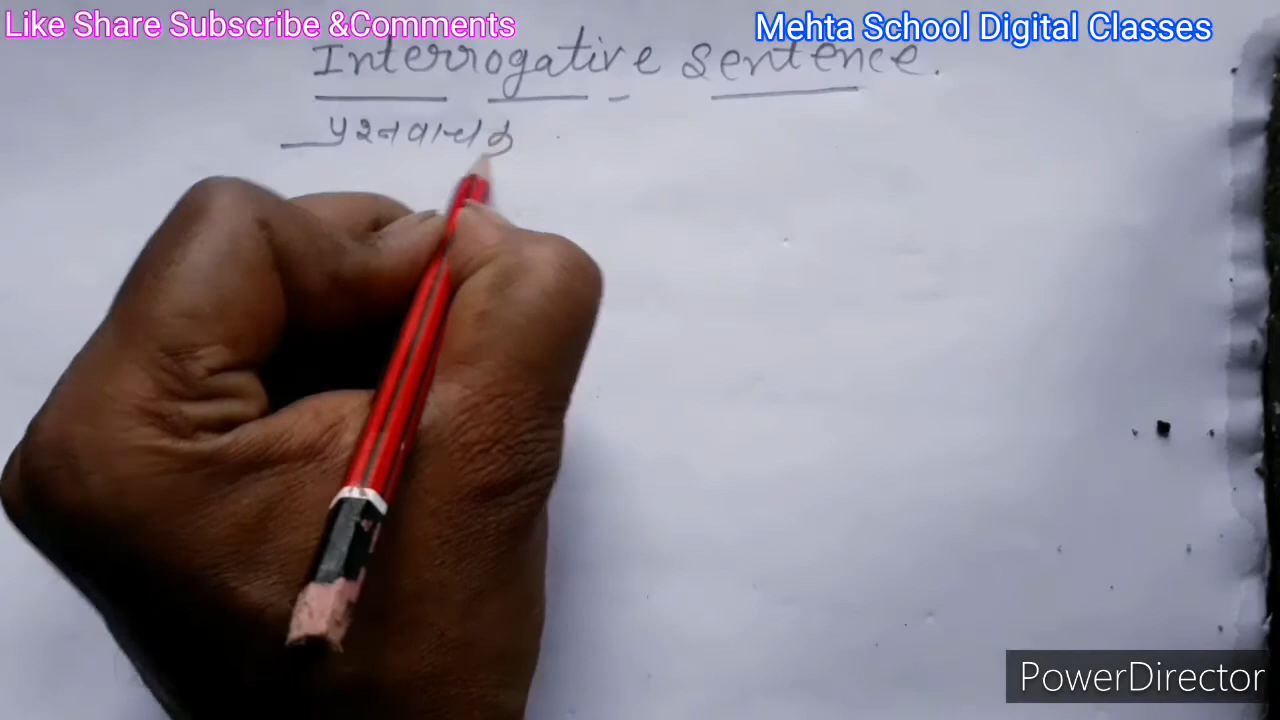 Like Share Subscribe &Comments
Mehta School Digital Classes
Interrogative Sentence.
प्रश्नवाचक
PowerDirector